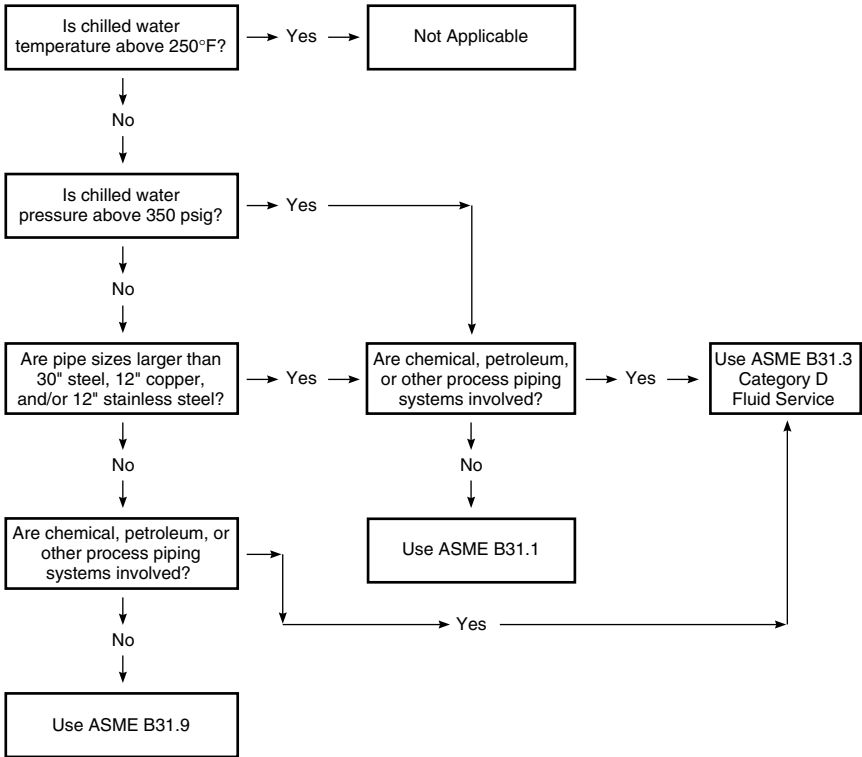 Is chilled water
temperature above 250°F?
Yes
Not Applicable
No
Is chilled water
pressure above 350 psig?
Yes
No
Are pipe sizes larger than
30" steel, 12" copper,
and/or 12" stainless steel?
Yes
Are chemical, petroleum,
or other process piping
systems involved?
Yes
Use ASME B31.3
Category D
Fluid Service
No
No
Are chemical, petroleum, or
other process piping
systems involved?
Use ASME B31.1
Yes
No
Use ASME B31.9